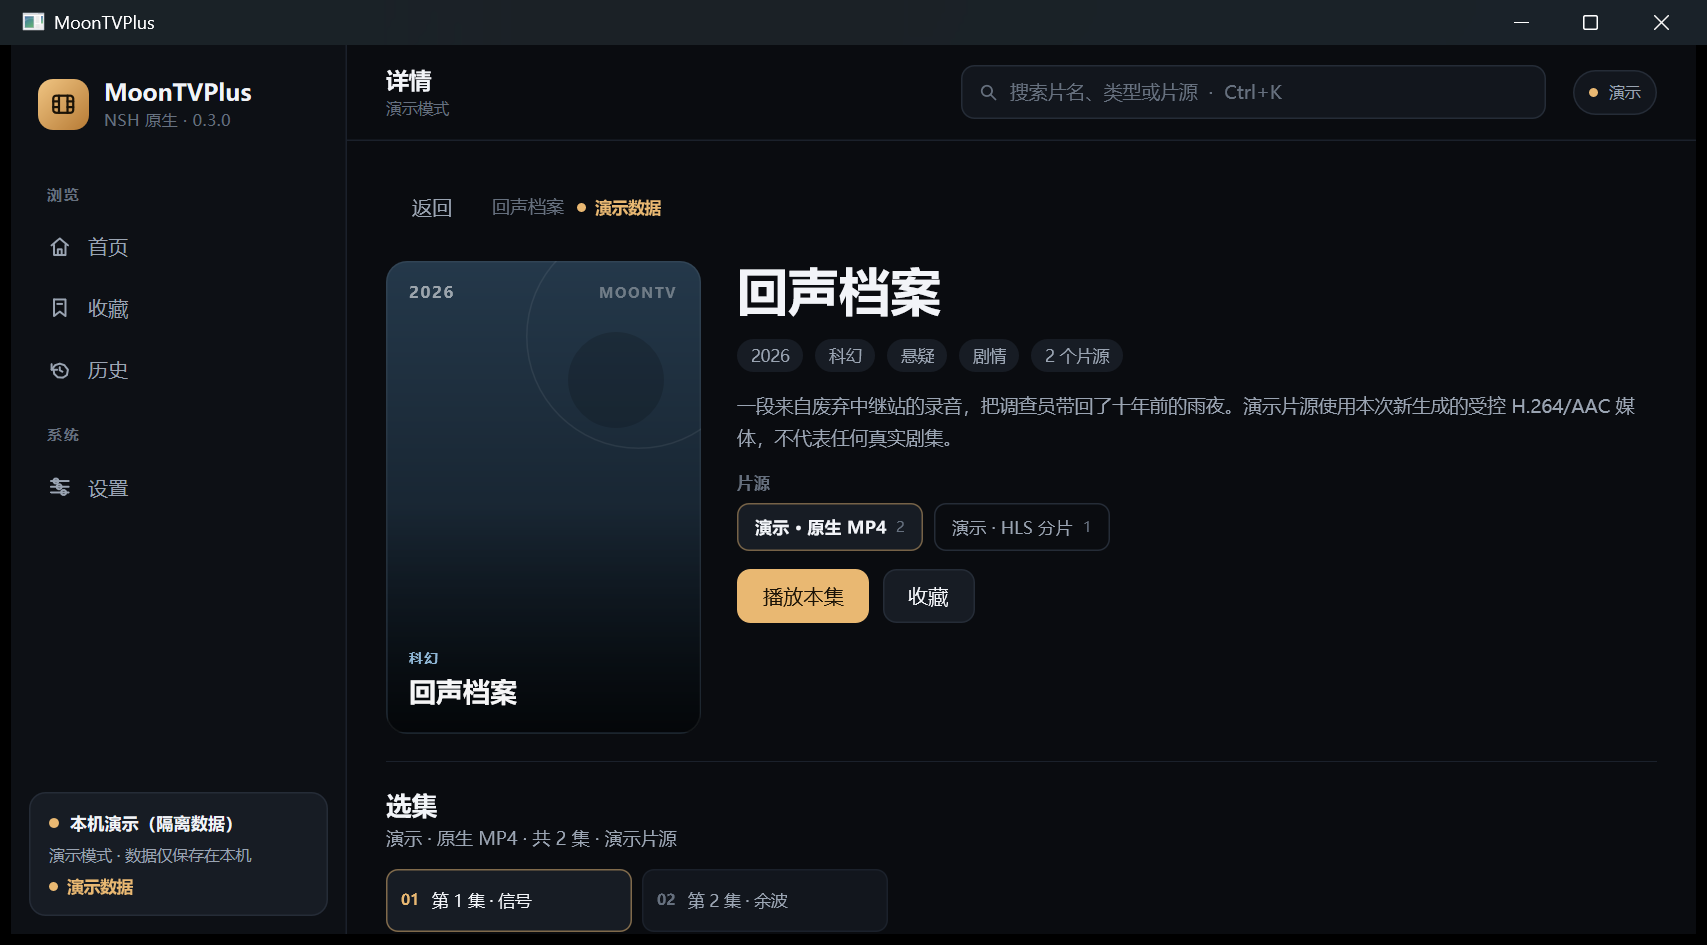 MoonTVPlus
MoonTVPlus
NSH 原生 · 0.3.0
浏览
首页
收藏
历史
系统
设置
本机演示（隔离数据）
演示模式 · 数据仅保存在本机
演示数据
详情
演示模式
搜索片名、类型或片源 · Ctrl+K
演示
返回 回声档案 演示数据
2026 MOONTV
科幻
回声档案
回声档案
2026 科幻 悬疑 剧情 2 个片源
一段来自废弃中继站的录音，把调查员带回了十年前的雨夜。演示片源使用本次新生成的受控 H.264/AAC 媒
体，不代表任何真实剧集。
片源
演示 · 原生 MP4 2 演示 · HLS 分片 1
播放本集 收藏
选集
演示 · 原生 MP4 · 共 2 集 · 演示片源
01 第 1 集 · 信号 02 第 2 集 · 余波